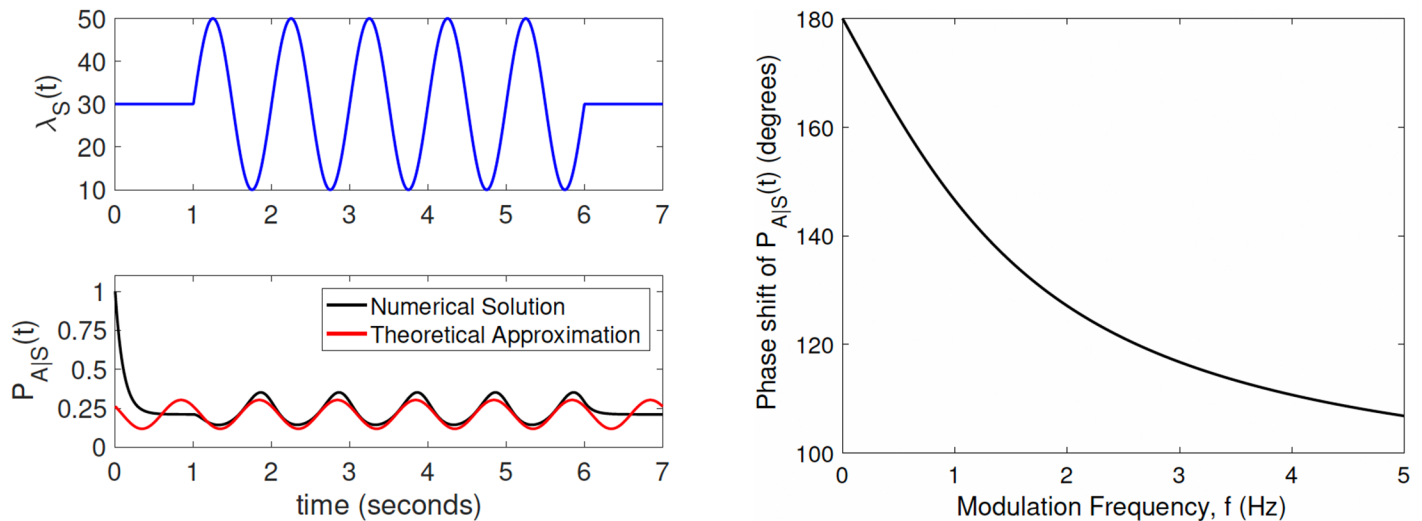 λS(t)
50
30
20
10
0 1 2 3 4 5 6 7
PA|S(t)
1
0.75
0.5
0.25
0
Numerical Solution
Theoretical Approximation
0 1 2 3 4 5 6 7
time (seconds)
Phase shift of PA|S(t) (degrees)
180
160
140
120
100
0 1 2 3 4 5
Modulation Frequency, f (Hz)